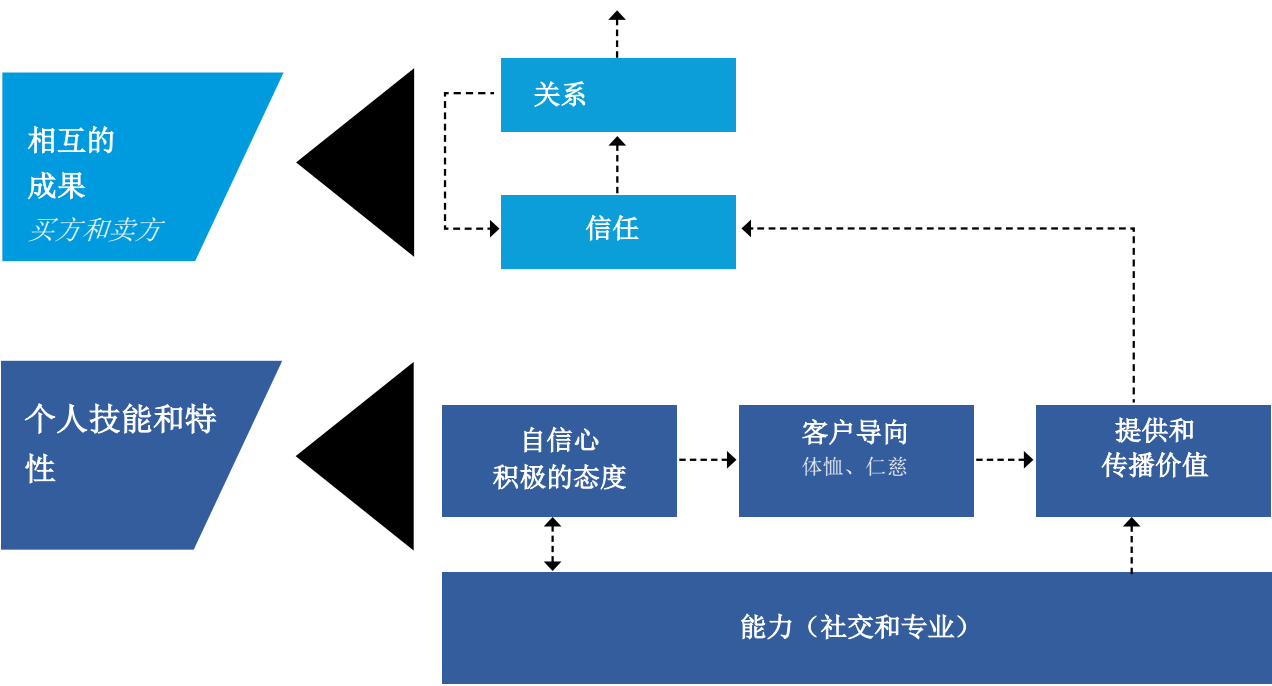 关系
相互的
成果
买方和卖方
信任
个人技能和特
性
自信心
积极的态度
客户导向
体恤、仁慈
提供和
传播价值
能力（社交和专业）